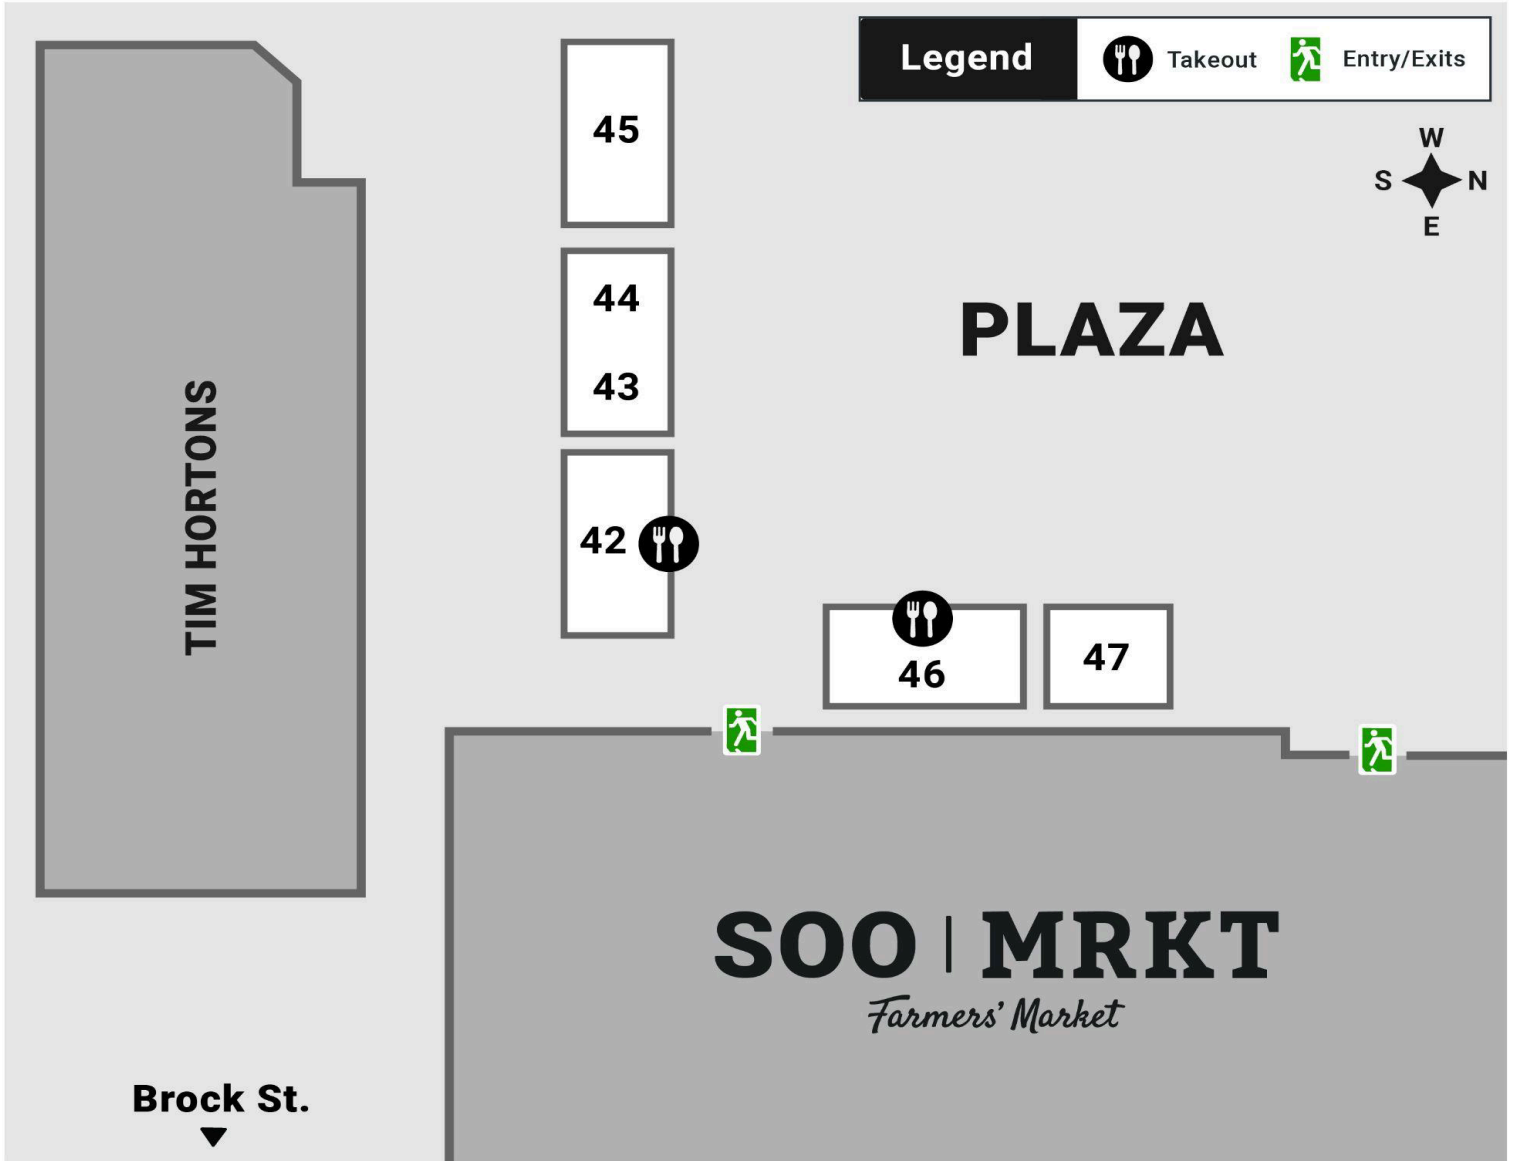 Legend
Takeout
Entry/Exits
W
S
N
E
45
44
43
42
PLAZA
TIM HORTONS
46
47
SOO | MRKT
Farmers' Market
Brock St.